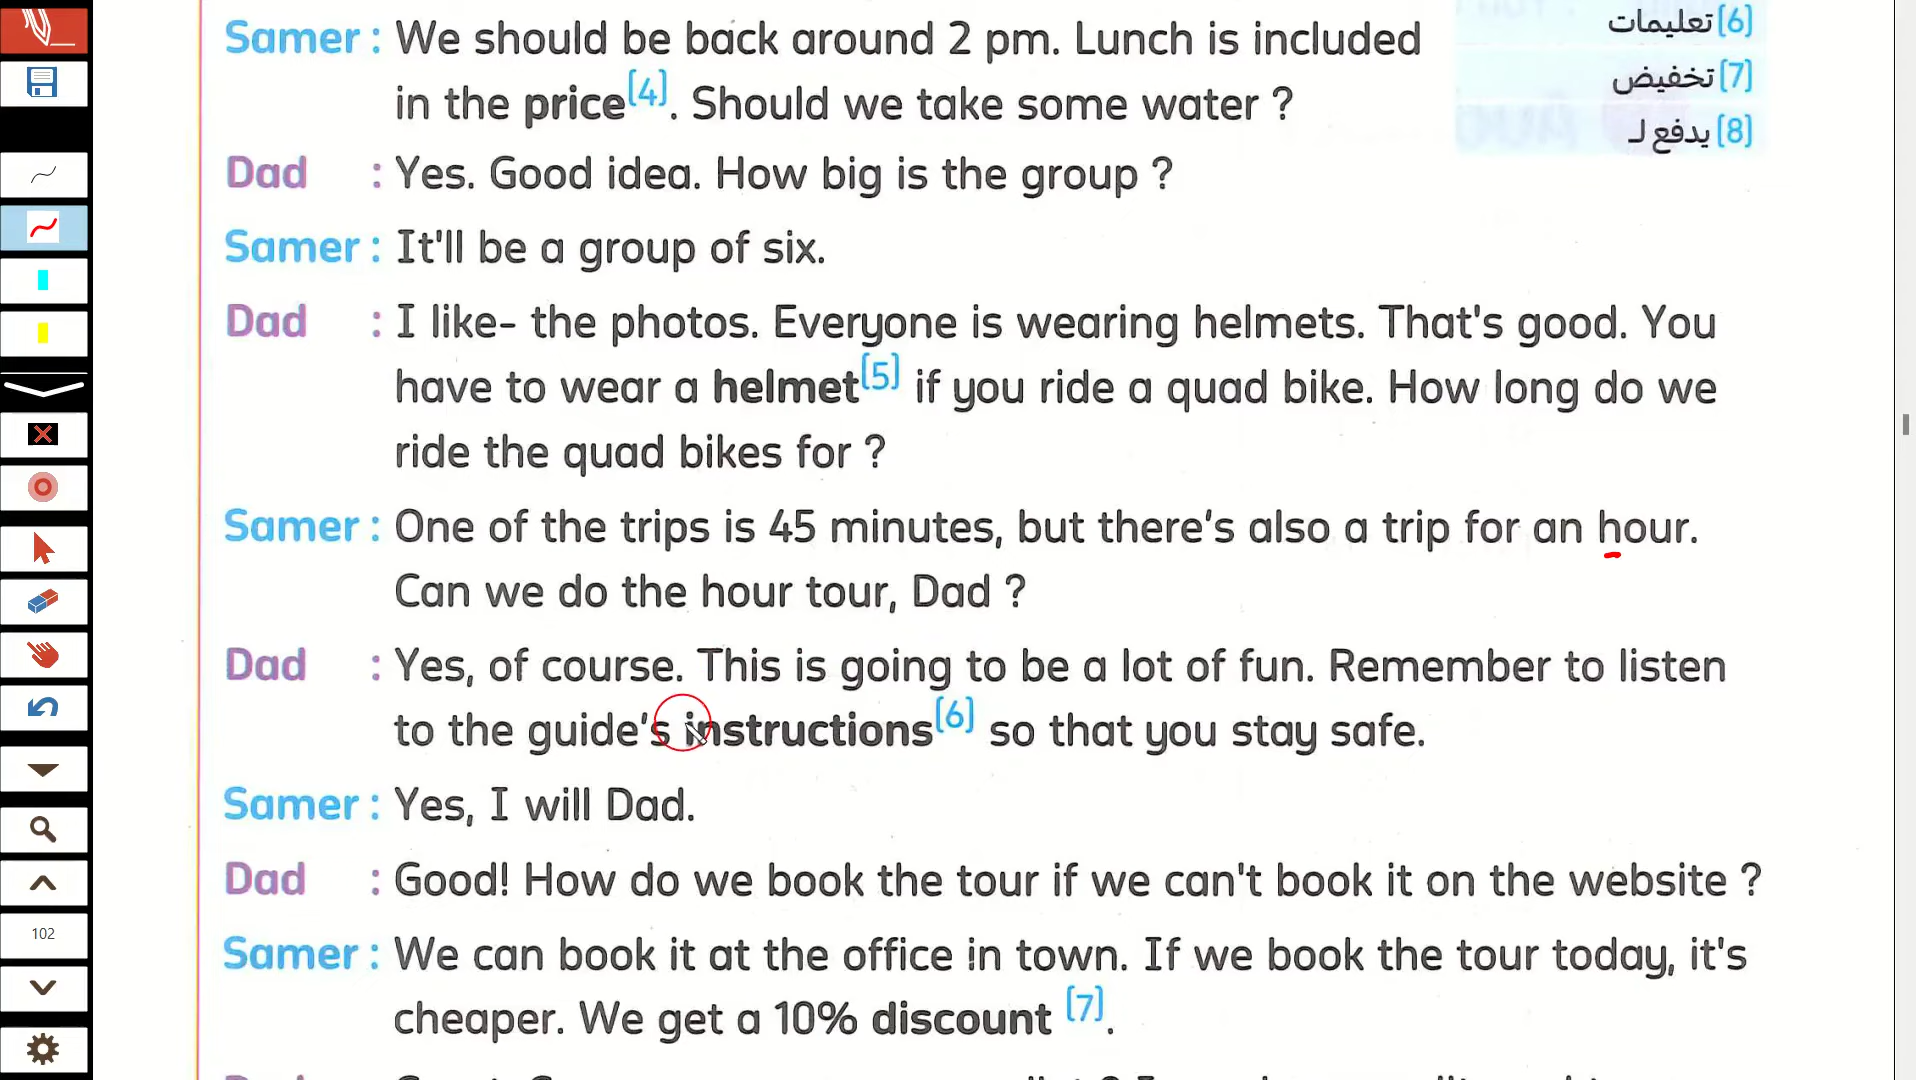 Samer : We should be back around 2 pm. Lunch is included
in the price[4]. Should we take some water ?
Dad : Yes. Good idea. How big is the group ?
Samer : It'll be a group of six.
Dad : I like- the photos. Everyone is wearing helmets. That's good. You
have to wear a helmet[5] if you ride a quad bike. How long do we
ride the quad bikes for ?
Samer : One of the trips is 45 minutes, but there's also a trip for an hour.
Can we do the hour tour, Dad ?
Dad : Yes, of course. This is going to be a lot of fun. Remember to listen
to the guide's instructions[6] so that you stay safe.
Samer : Yes, I will Dad.
Dad : Good! How do we book the tour if we can't book it on the website ?
Samer : We can book it at the office in town. If we book the tour today, it's
cheaper. We get a 10% discount [7].
[6] تعليمات
[7] تخفيض
[8] يدفع لـ
102